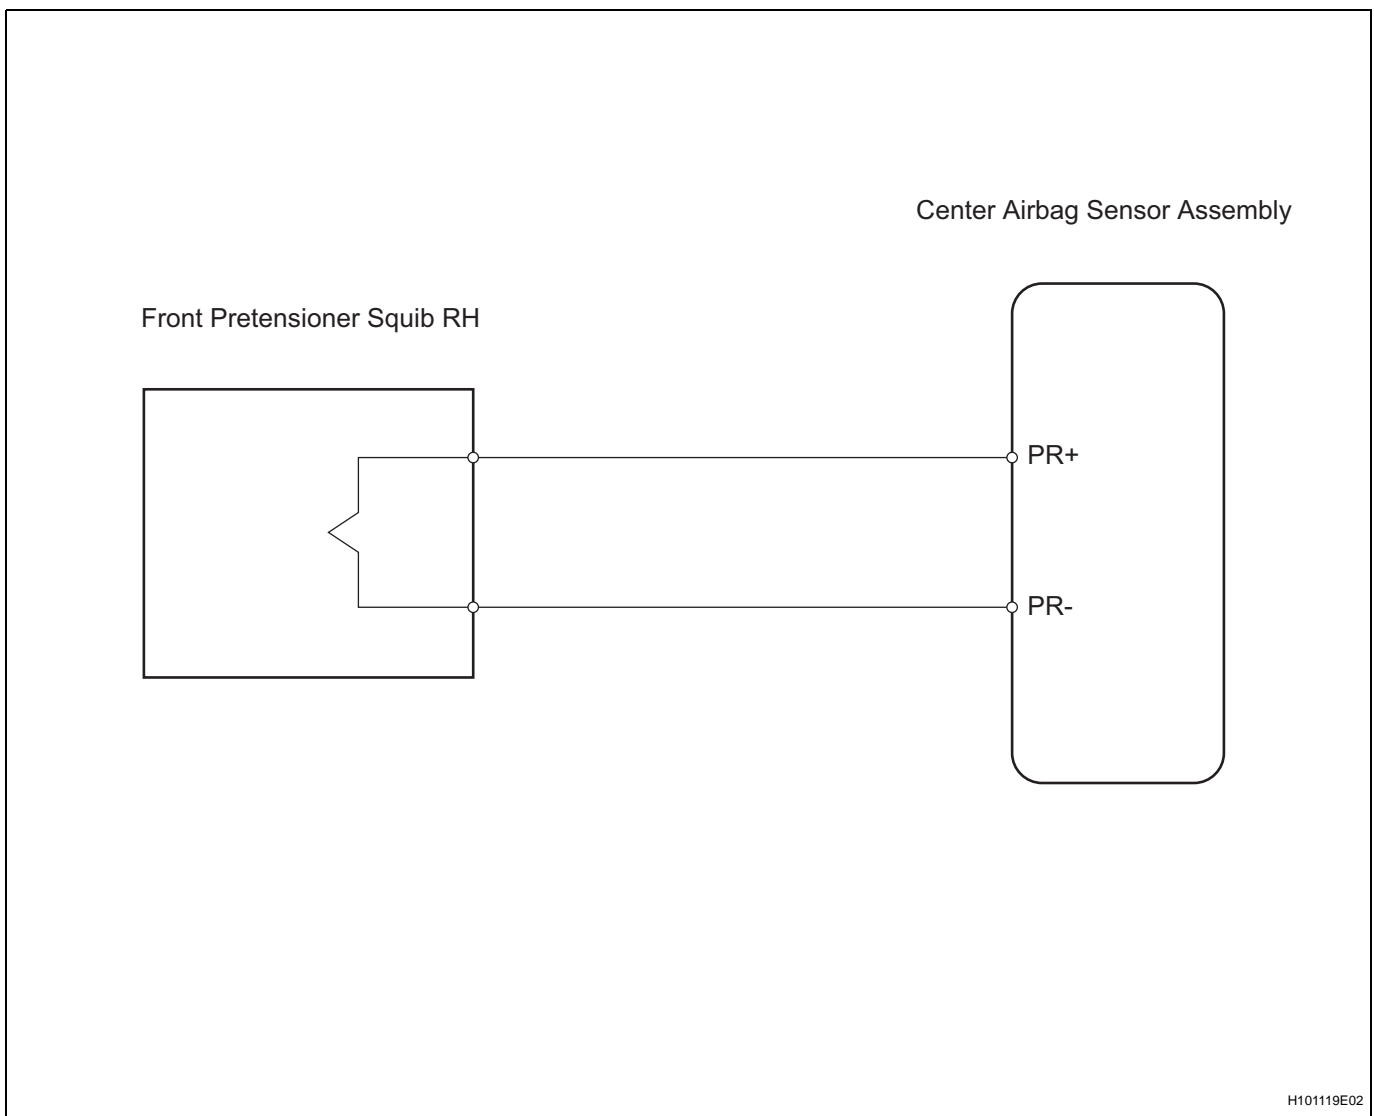 Center Airbag Sensor Assembly
Front Pretensioner Squib RH
PR+
PR-
H101119E02